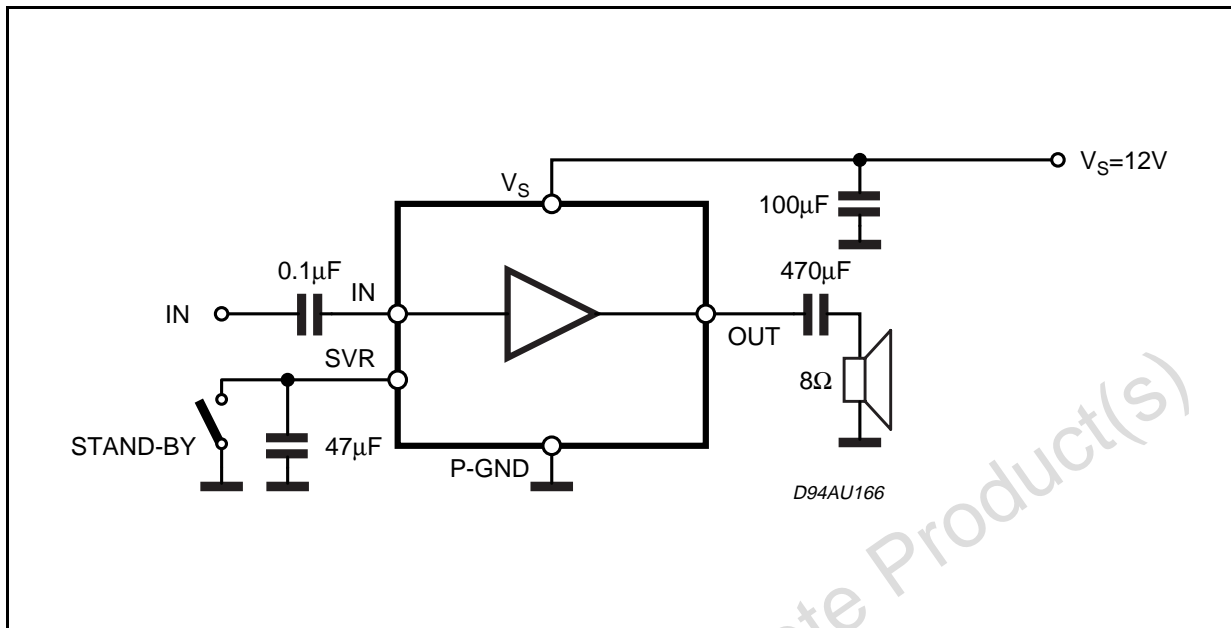 V_S=12V
V_S
100µF
0.1µF
470µF
IN
IN
OUT
SVR
8Ω
STAND-BY
47µF
P-GND
D94AU166
Product(s)